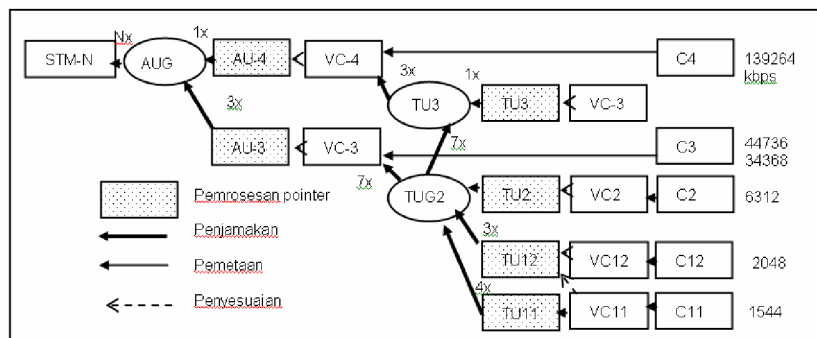 Nx
1x
STM-N
AUG
AU-4
VC-4
C4
139264
kbps
3x
1x
TU3
TU3
VC-3
3x
AU-3
VC-3
C3
44736
34368
7x
7x
TUG2
TU2
VC2
C2
6312
3x
TU12
VC12
C12
2048
4x
TU11
VC11
C11
1544
Pemrosesan pointer
Penjamakan
Pemetaan
Penyesuaian